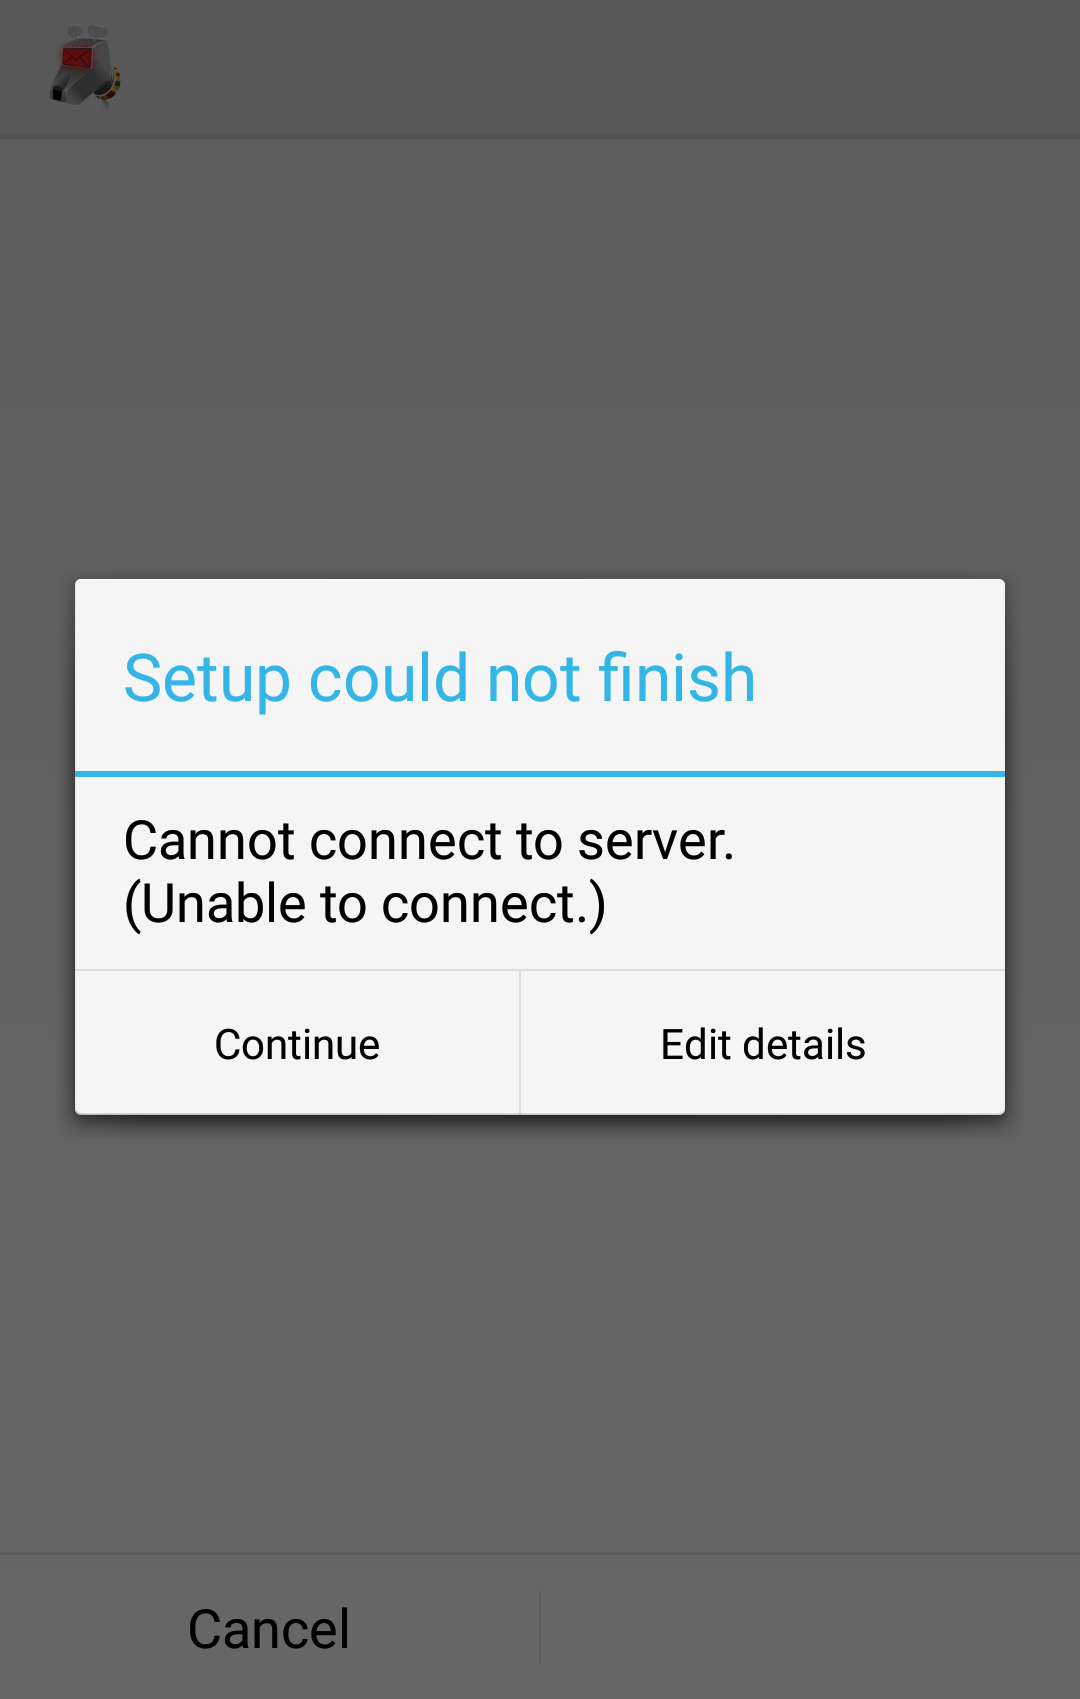 Setup could not finish
Cannot connect to server.
(Unable to connect.)
Continue
Edit details
Cancel